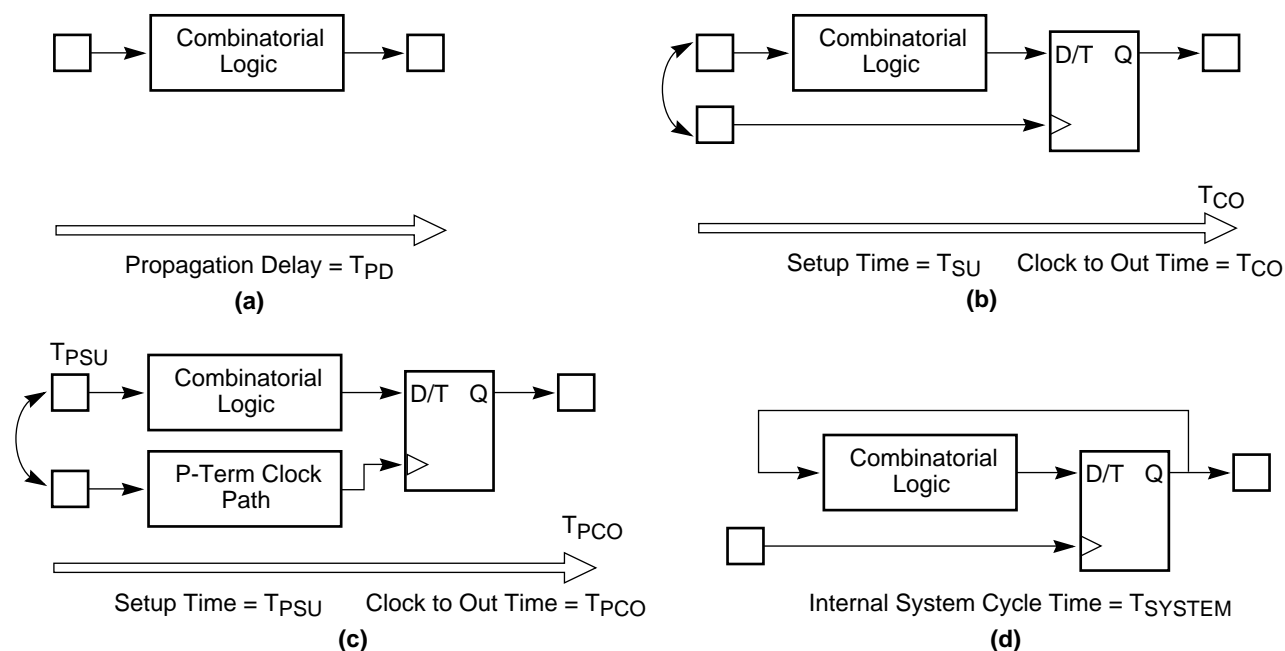 Combinatorial
Logic
Propagation Delay = TPD
(a)
Combinatorial
Logic
D/T Q
TCO
Setup Time = TSU Clock to Out Time = TCO
(b)
TPSU
Combinatorial
Logic
D/T Q
P-Term Clock
Path
TPCO
Setup Time = TPSU Clock to Out Time = TPCO
(c)
Combinatorial
Logic
D/T Q
Internal System Cycle Time = TSYSTEM
(d)